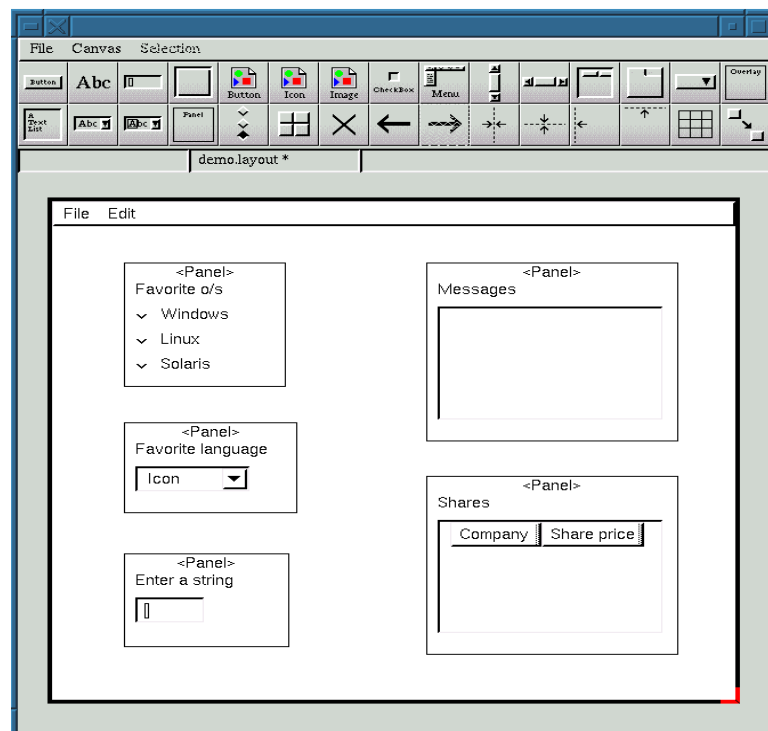 File Canvas Selection
Button Abc Button Icon Image CheckBox Menu Overlay
A Text List Abc Abc Panel
demo.layout *
File Edit
<Panel>
Favorite o/s
Windows
Linux
Solaris
<Panel>
Messages
<Panel>
Favorite language
Icon
<Panel>
Shares
Company Share price
<Panel>
Enter a string